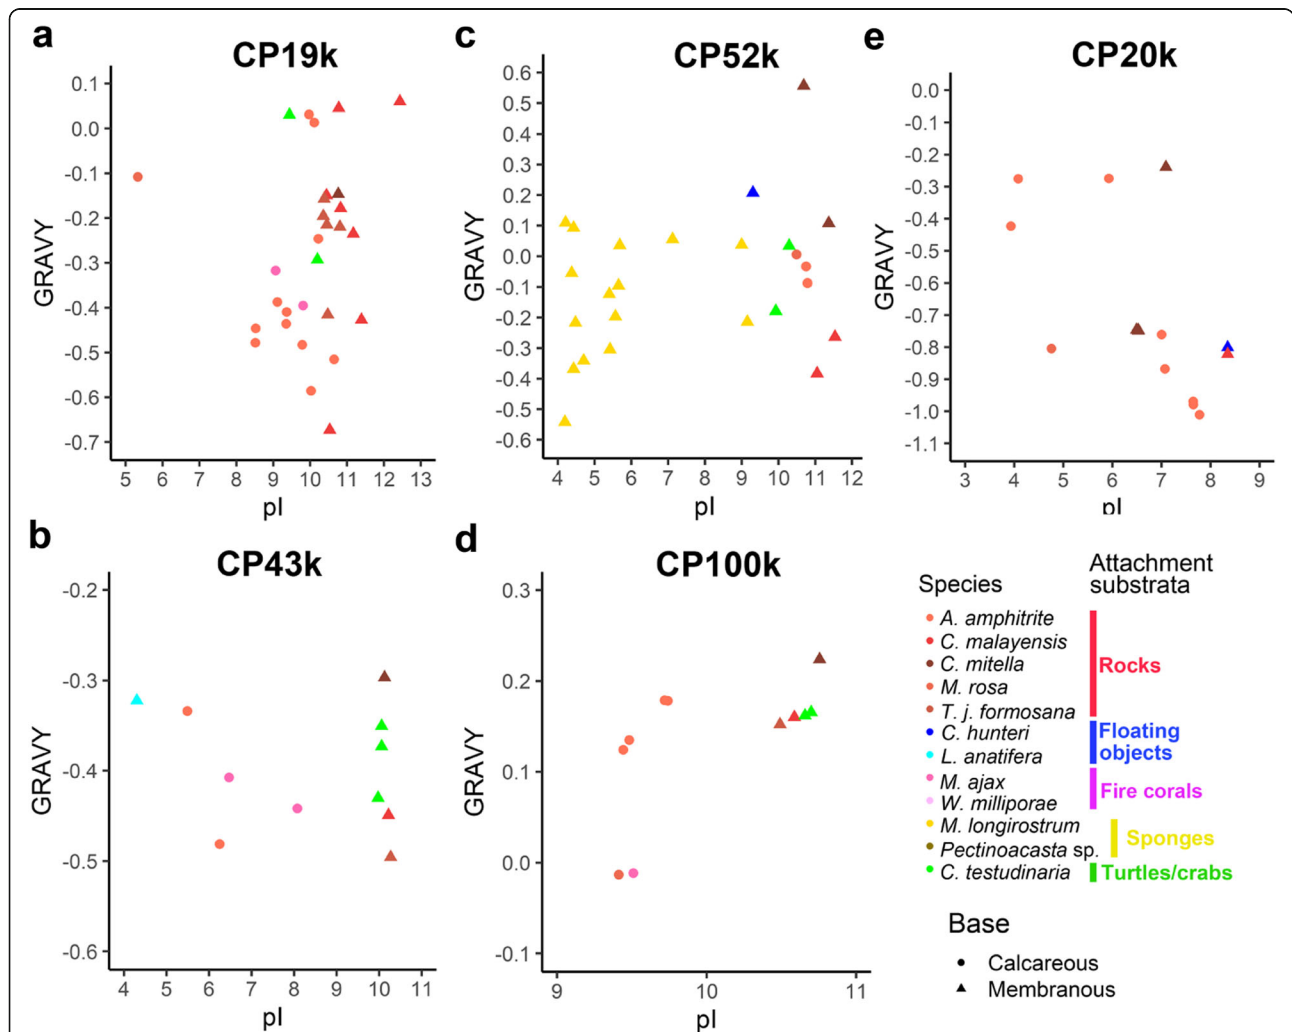 a
CP19k
GRAVY
0.1
0.0
-0.1
-0.2
-0.3
-0.4
-0.5
-0.6
-0.7
5 6 7 8 9 10 11 12 13
pI
c
CP52k
GRAVY
0.6
0.5
0.4
0.3
0.2
0.1
0.0
-0.1
-0.2
-0.3
-0.4
-0.5
-0.6
4 5 6 7 8 9 10 11 12
pI
e
CP20k
GRAVY
0.0
-0.1
-0.2
-0.3
-0.4
-0.5
-0.6
-0.7
-0.8
-0.9
-1.0
-1.1
3 4 5 6 7 8 9
pI
b
CP43k
GRAVY
-0.2
-0.3
-0.4
-0.5
-0.6
4 5 6 7 8 9 10 11
pI
d
CP100k
GRAVY
0.3
0.2
0.1
0.0
-0.1
9 10 11
pI
Species
A. amphitrite
C. malayensis
C. mitella
M. rosa
T. j. formosana
C. hunteri
L. anatifera
M. ajax
W. milliporae
M. longirostrum
Pectinoacasta sp.
C. testudinaria
Attachment
substrata
Rocks
Floating
objects
Fire corals
Sponges
Turtles/crabs
Base
Calcareous
Membranous